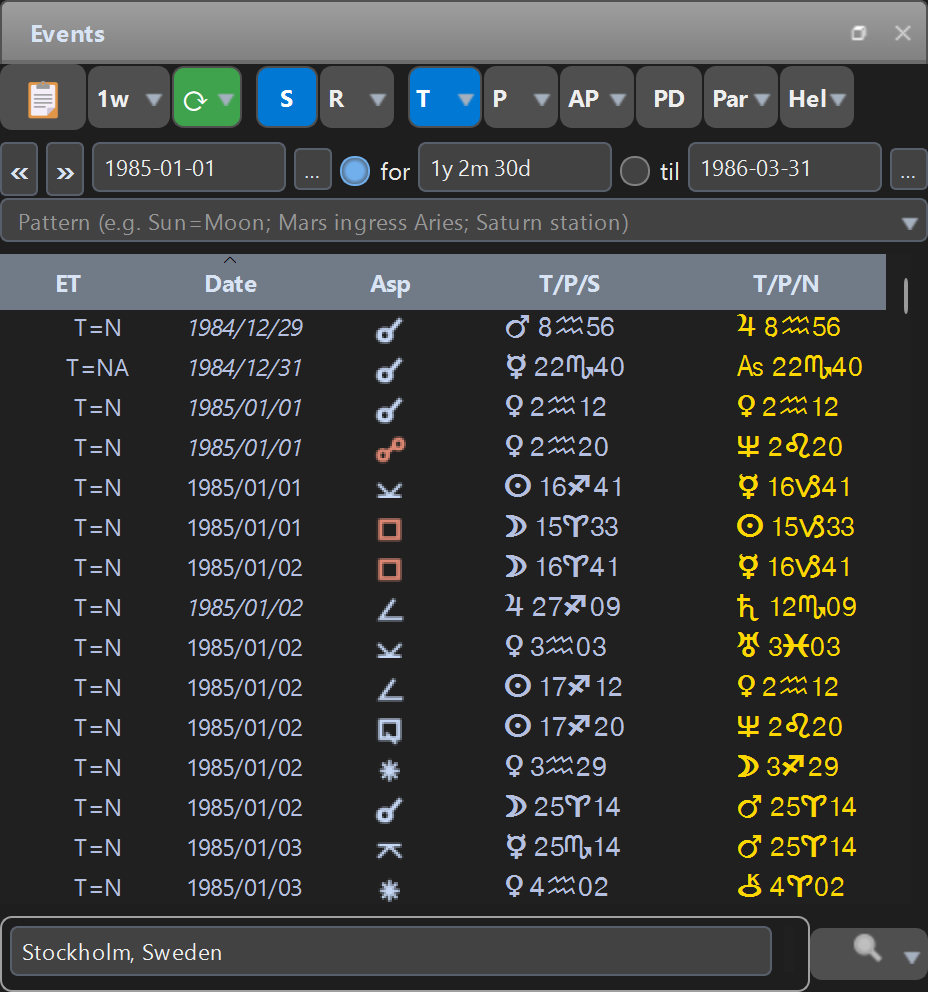 Events
1w S R T P AP PD Par Hel
« » 1985-01-01 ... for 1y 2m 30d til 1986-03-31 ...
Pattern (e.g. Sun=Moon; Mars ingress Aries; Saturn station)
ET Date Asp T/P/S T/P/N
T=N 1984/12/29 ☌ ♂ 8♒56 ♃ 8♒56
T=NA 1984/12/31 ☌ ☿ 22♏40 As 22♏40
T=N 1985/01/01 ☌ ♀ 2♒12 ♀ 2♒12
T=N 1985/01/01 ☍ ♀ 2♒20 ♆ 2♌20
T=N 1985/01/01 ⚺ ☉ 16♐41 ☿ 16♑41
T=N 1985/01/01 □ ☽ 15♈33 ☉ 15♑33
T=N 1985/01/02 □ ☽ 16♈41 ☿ 16♑41
T=N 1985/01/02 ∠ ♃ 27♐09 ♄ 12♏09
T=N 1985/01/02 ⚺ ♀ 3♒03 ♅ 3♓03
T=N 1985/01/02 ∠ ☉ 17♐12 ♀ 2♒12
T=N 1985/01/02 ⚼ ☉ 17♐20 ♆ 2♌20
T=N 1985/01/02 ⚹ ♀ 3♒29 ☽ 3♐29
T=N 1985/01/02 ☌ ☽ 25♈14 ♂ 25♈14
T=N 1985/01/03 ⚻ ☿ 25♏14 ♂ 25♈14
T=N 1985/01/03 ⚹ ♀ 4♒02 ⚷ 4♈02
Stockholm, Sweden